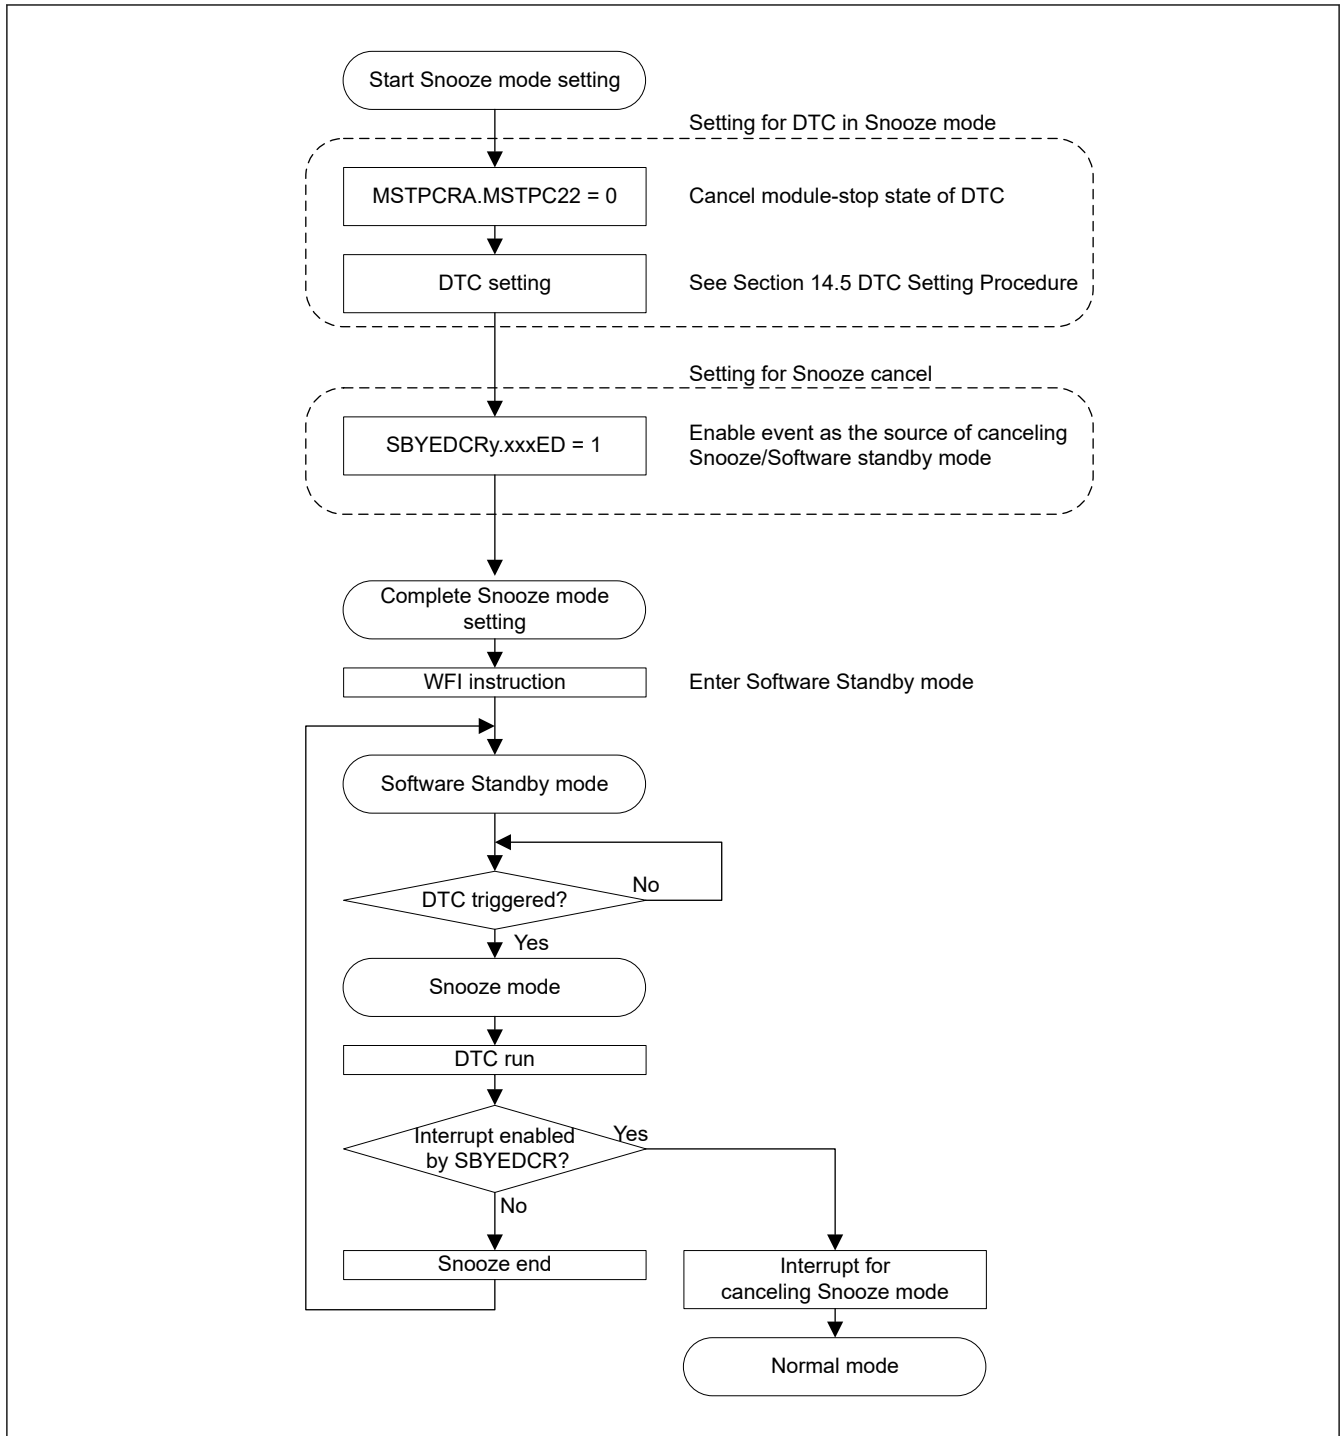 Start Snooze mode setting
Setting for DTC in Snooze mode
MSTPCRA.MSTPC22 = 0
Cancel module-stop state of DTC
DTC setting
See Section 14.5 DTC Setting Procedure
Setting for Snooze cancel
SBYEDCRy.xxxED = 1
Enable event as the source of canceling
Snooze/Software standby mode
Complete Snooze mode
setting
WFI instruction
Enter Software Standby mode
Software Standby mode
DTC triggered?
No
Yes
Snooze mode
DTC run
Interrupt enabled
by SBYEDCR?
Yes
No
Snooze end
Interrupt for
canceling Snooze mode
Normal mode